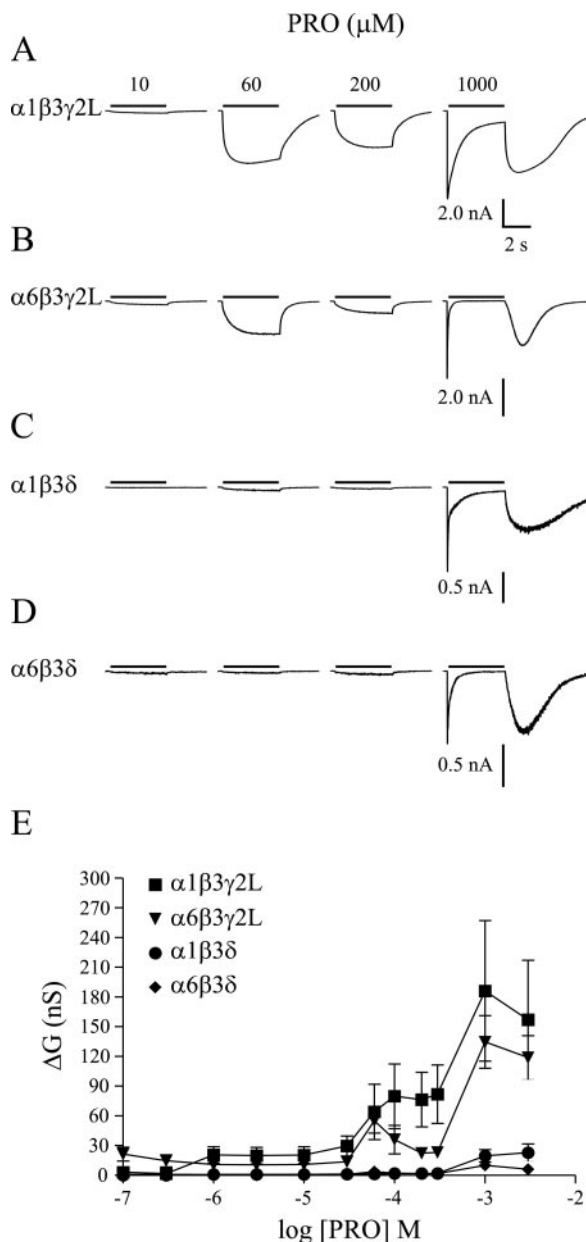 PRO (μM)
A
10 60 200 1000
α1β3γ2L
2.0 nA
2 s
B
α6β3γ2L
2.0 nA
C
α1β3δ
0.5 nA
D
α6β3δ
0.5 nA
E
300
270
240
210
180
150
120
90
60
30
0
ΔG (nS)
α1β3γ2L
α6β3γ2L
α1β3δ
α6β3δ
-7 -6 -5 -4 -3 -2
log [PRO] M